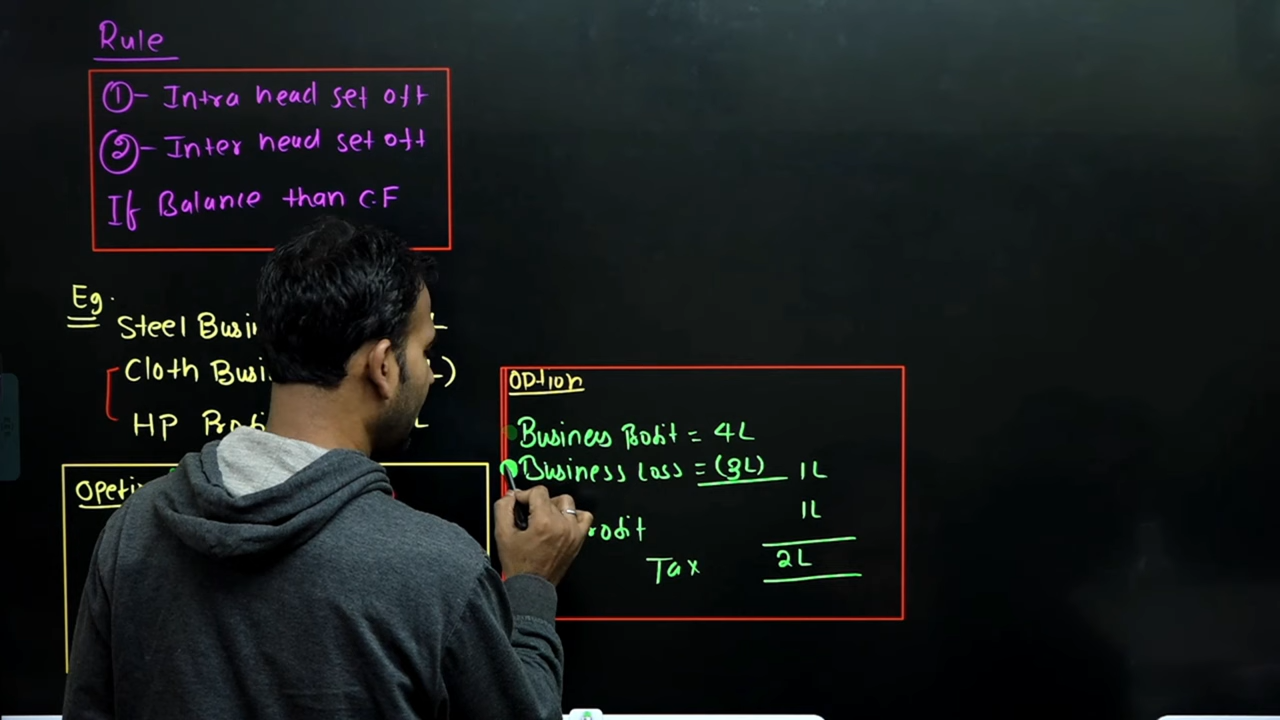 Rule
① - Intra head set off
② - Inter head set off
If Balance than C.F
Eg.
Steel Busi
Cloth Busi L)
HP L
OPtion
Business Profit = 4L
Business Loss = (3L) 1L
rofit 1L
Tax 2L